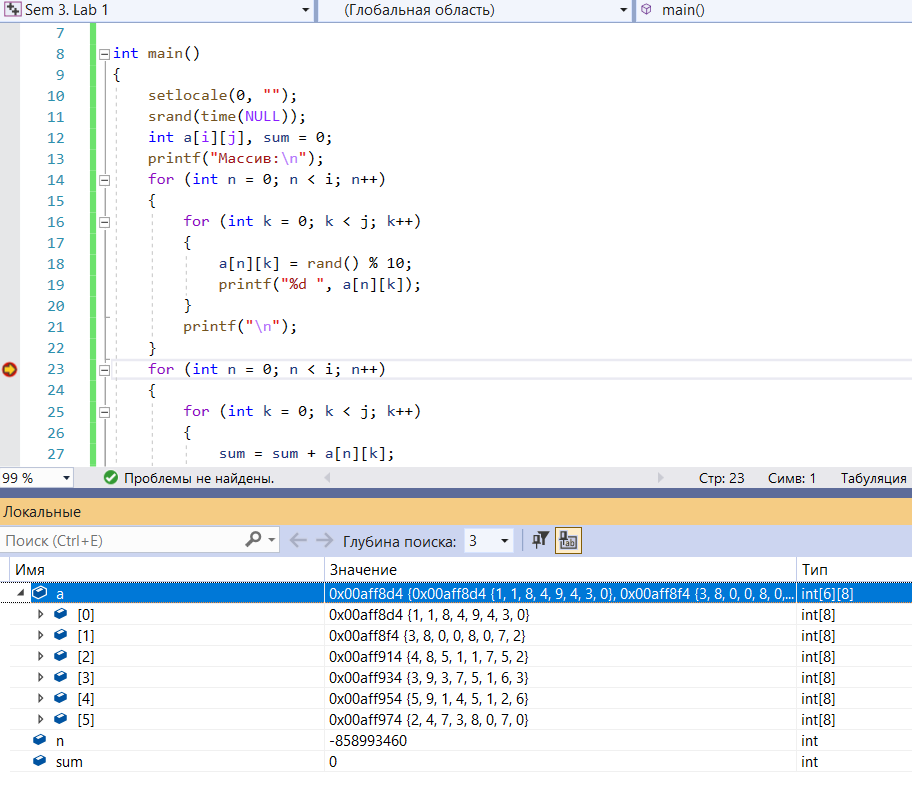 Sem 3. Lab 1 (Глобальная область) main()
7
8 int main()
9 {
10 setlocale(0, "");
11 srand(time(NULL));
12 int a[i][j], sum = 0;
13 printf("Массив:\n");
14 for (int n = 0; n < i; n++)
15 {
16 for (int k = 0; k < j; k++)
17 {
18 a[n][k] = rand() % 10;
19 printf("%d ", a[n][k]);
20 }
21 printf("\n");
22 }
23 for (int n = 0; n < i; n++)
24 {
25 for (int k = 0; k < j; k++)
26 {
27 sum = sum + a[n][k];
99 % Проблемы не найдены. Стр: 23 Симв: 1 Табуляция
Локальные
Поиск (Ctrl+E) Глубина поиска: 3
Имя Значение Тип
a 0x00aff8d4 {0x00aff8d4 {1, 1, 8, 4, 9, 4, 3, 0}, 0x00aff8f4 {3, 8, 0, 0, 8, 0,... int[6][8]
[0] 0x00aff8d4 {1, 1, 8, 4, 9, 4, 3, 0} int[8]
[1] 0x00aff8f4 {3, 8, 0, 0, 8, 0, 7, 2} int[8]
[2] 0x00aff914 {4, 8, 5, 1, 1, 7, 5, 2} int[8]
[3] 0x00aff934 {3, 9, 3, 7, 5, 1, 6, 3} int[8]
[4] 0x00aff954 {5, 9, 1, 4, 5, 1, 2, 6} int[8]
[5] 0x00aff974 {2, 4, 7, 3, 8, 0, 7, 0} int[8]
n -858993460 int
sum 0 int